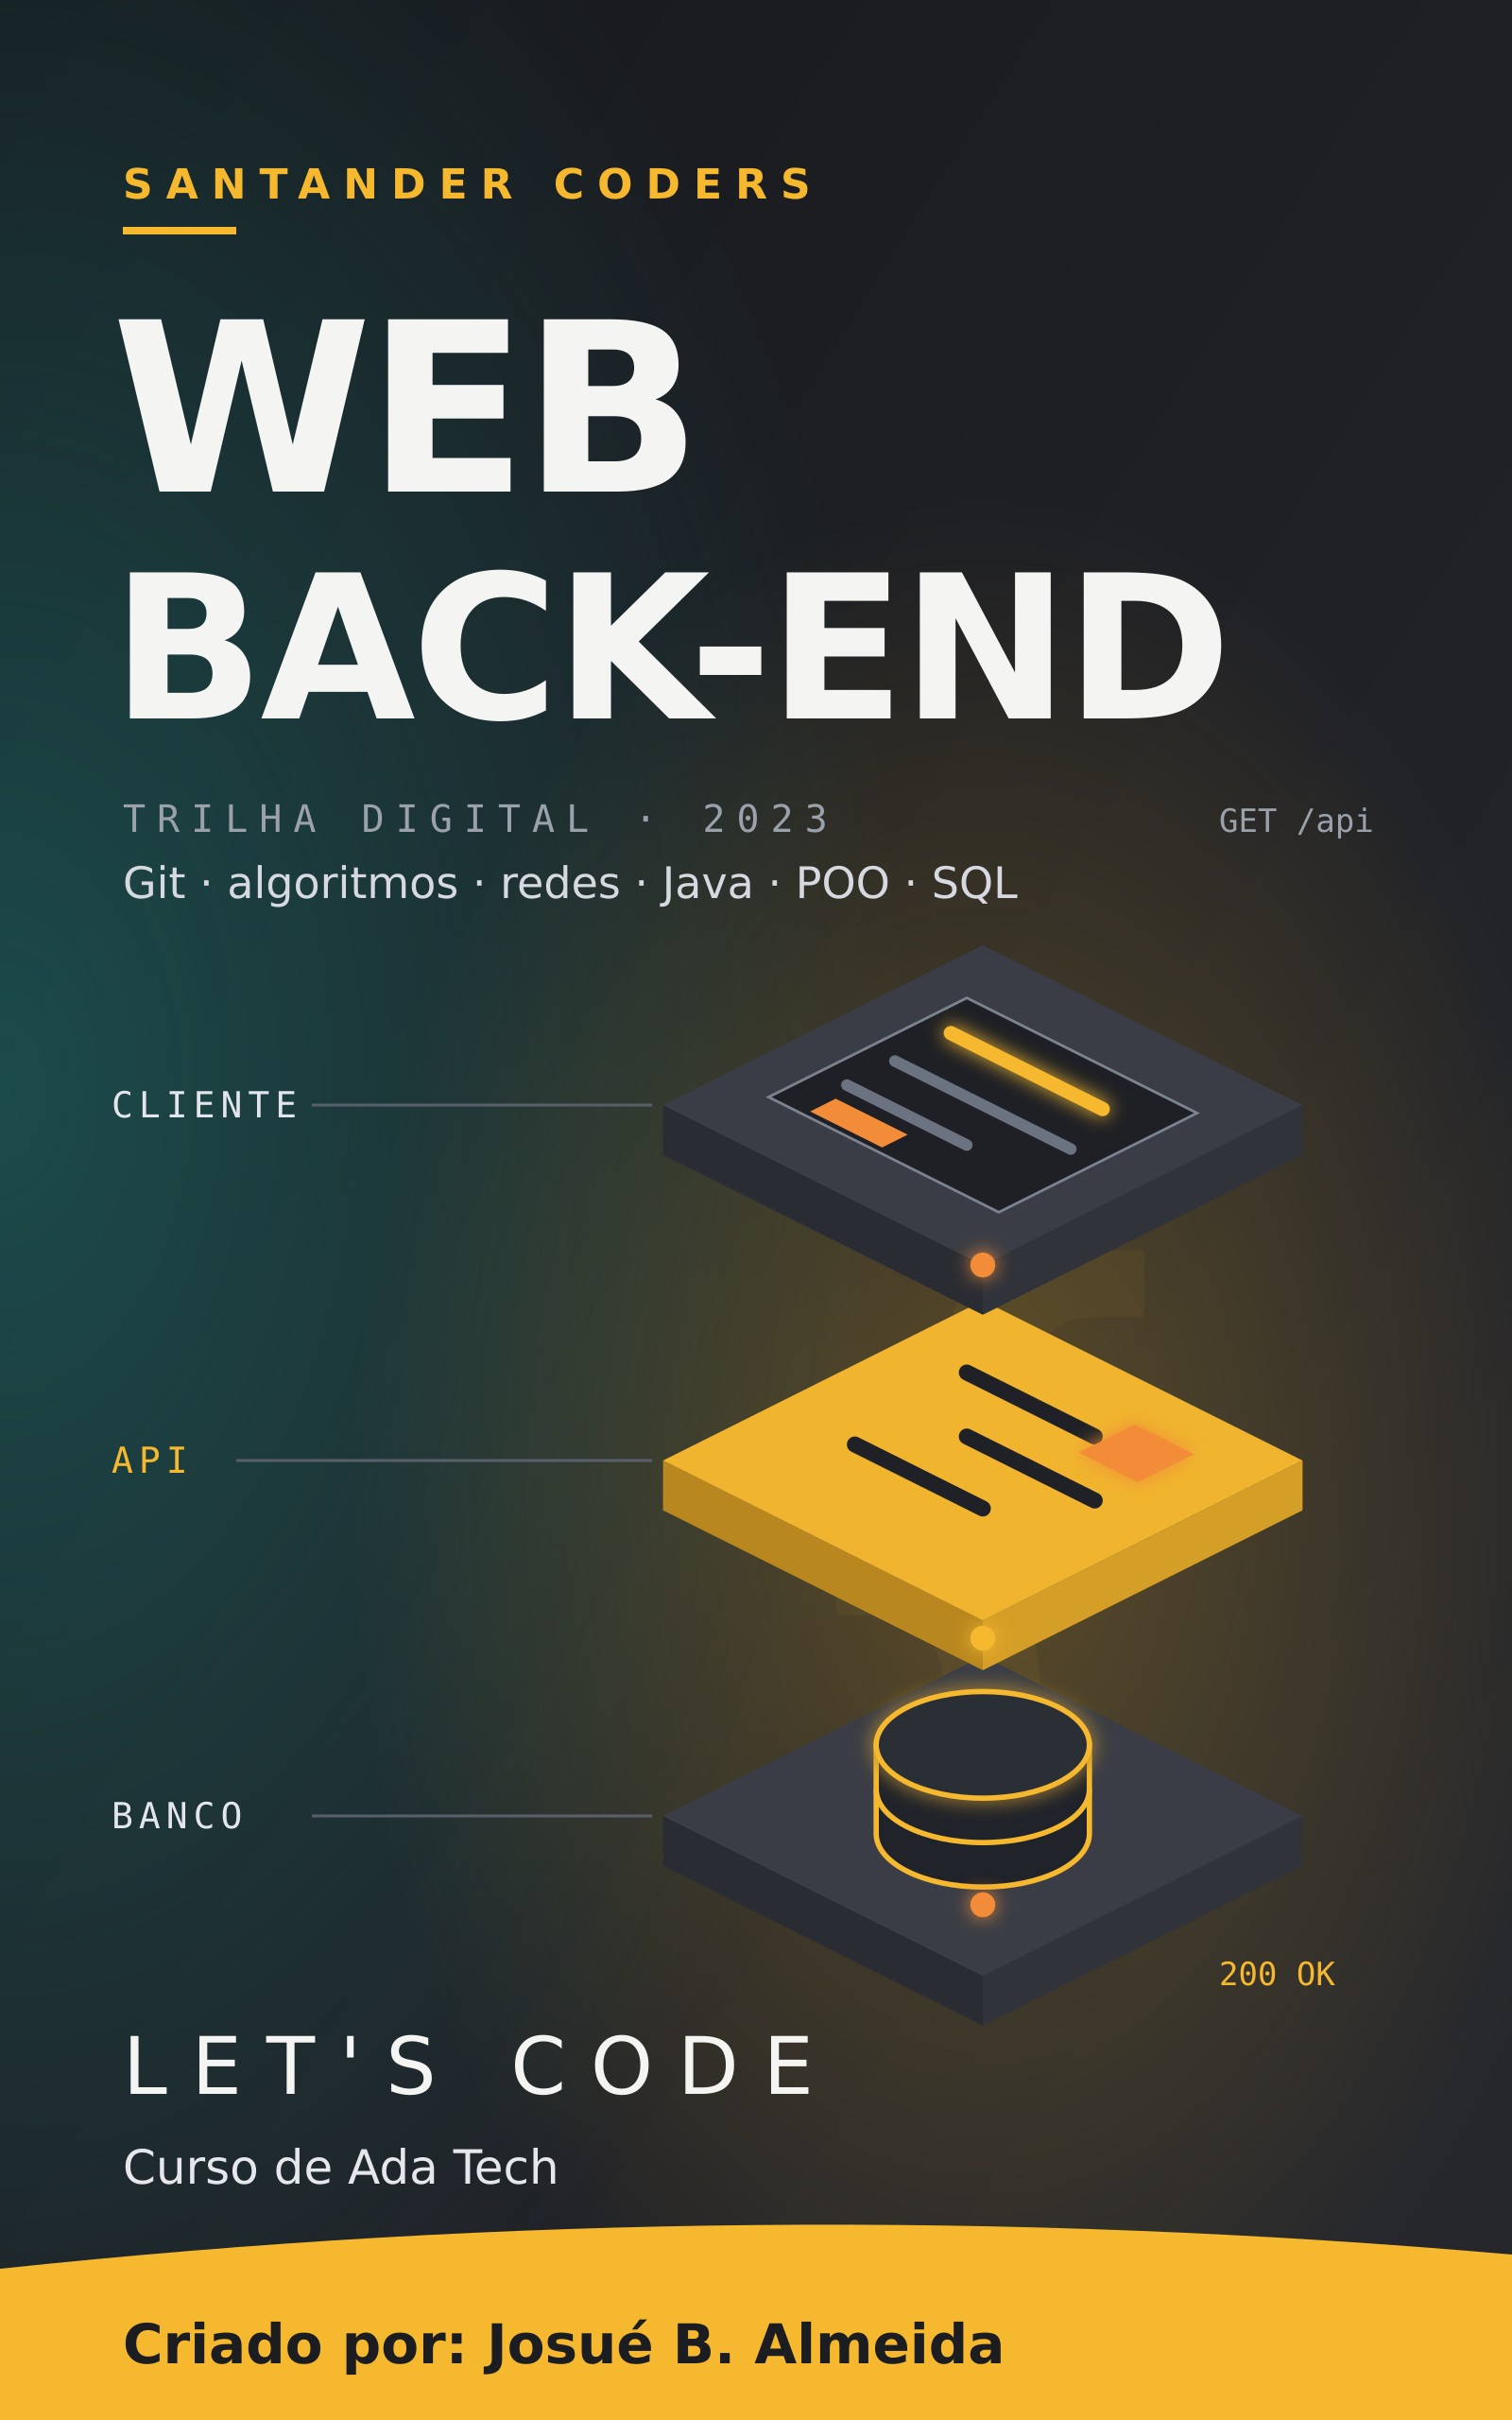 SANTANDER CODERS
WEB
BACK-END
TRILHA DIGITAL · 2023
GET /api
Git · algoritmos · redes · Java · POO · SQL
CLIENTE
API
BANCO
200 OK
LET'S CODE
Curso de Ada Tech
Criado por: Josué B. Almeida